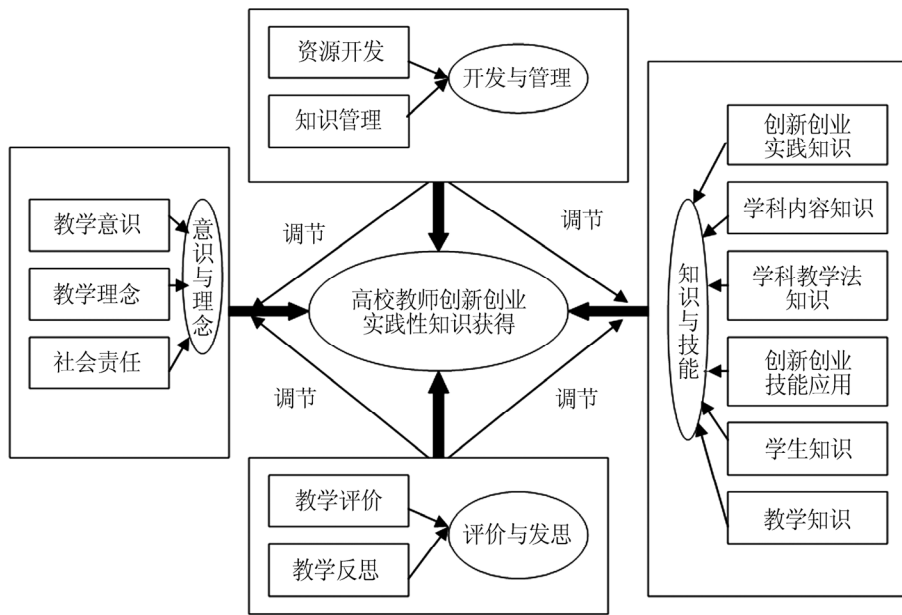 资源开发
知识管理
开发与管理
教学意识
教学理念
社会责任
意识与理念
调节
调节
高校教师创新创业
实践性知识获得
调节
调节
知识与技能
创新创业
实践知识
学科内容知识
学科教学法
知识
创新创业
技能应用
学生知识
教学知识
教学评价
教学反思
评价与发思